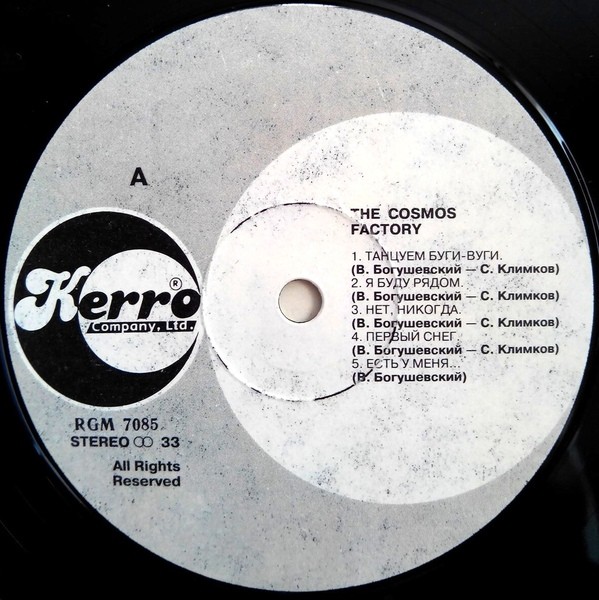 A
Kerro®
Company, Ltd.
RGM 7085
STEREO ꝏ 33
All Rights
Reserved
THE COSMOS
FACTORY
1. ТАНЦУЕМ БУГИ-ВУГИ.
(В. Богушевский — С. Климков)
2. Я БУДУ РЯДОМ.
(В. Богушевский — С. Климков)
3. НЕТ, НИКОГДА.
(В. Богушевский — С. Климков)
4. ПЕРВЫЙ СНЕГ
(В. Богушевский — С. Климков)
5. ЕСТЬ У МЕНЯ...
(В. Богушевский)